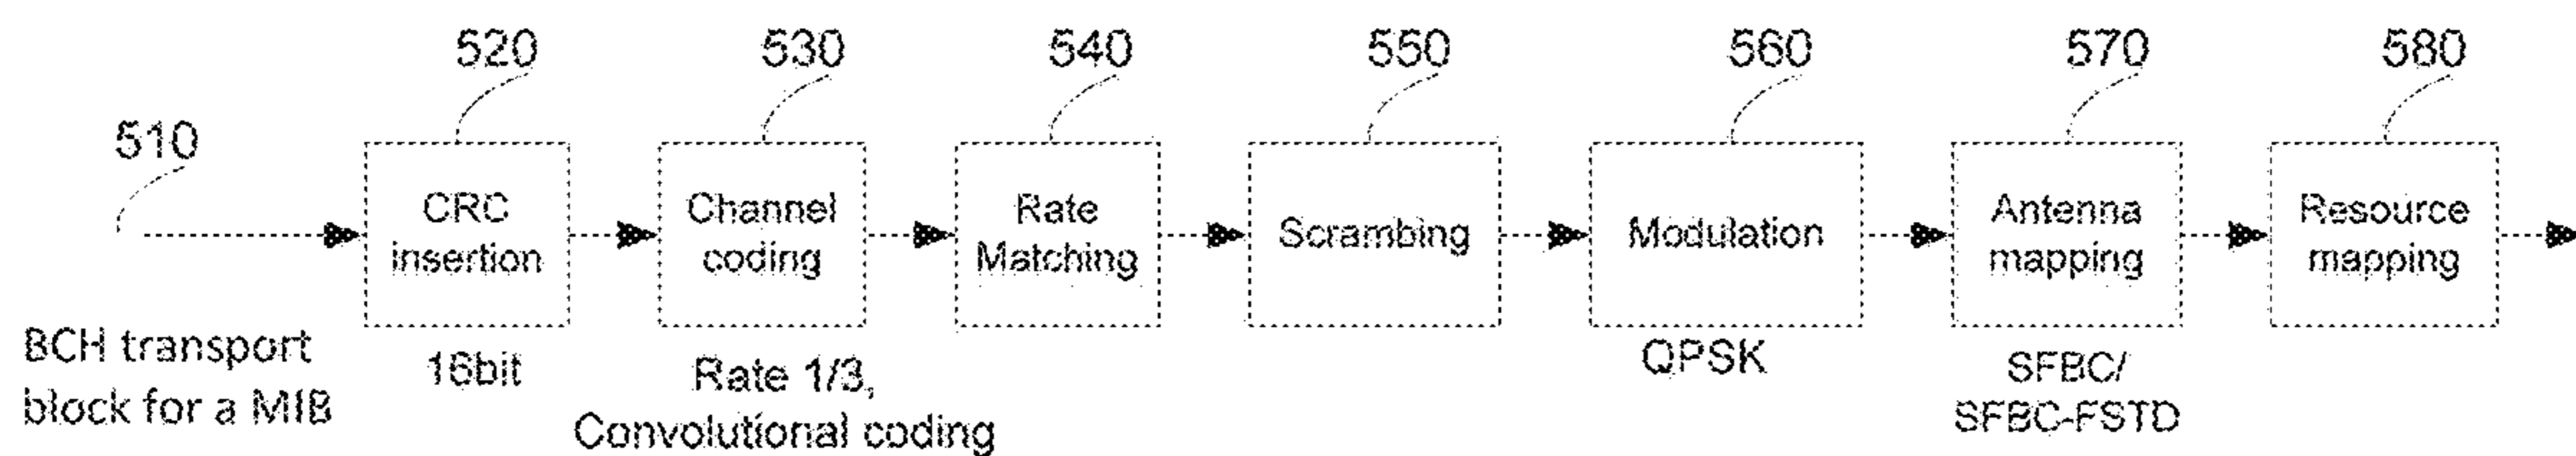 520 530 540 550 560 570 580
510
CRC insertion
Channel coding
Rate Matching
Scrambing
Modulation
Antenna mapping
Resource mapping
BCH transport
block for a MIB
16bit
Rate 1/3,
Convolutional coding
QPSK
SFBC/
SFBC-FSTD